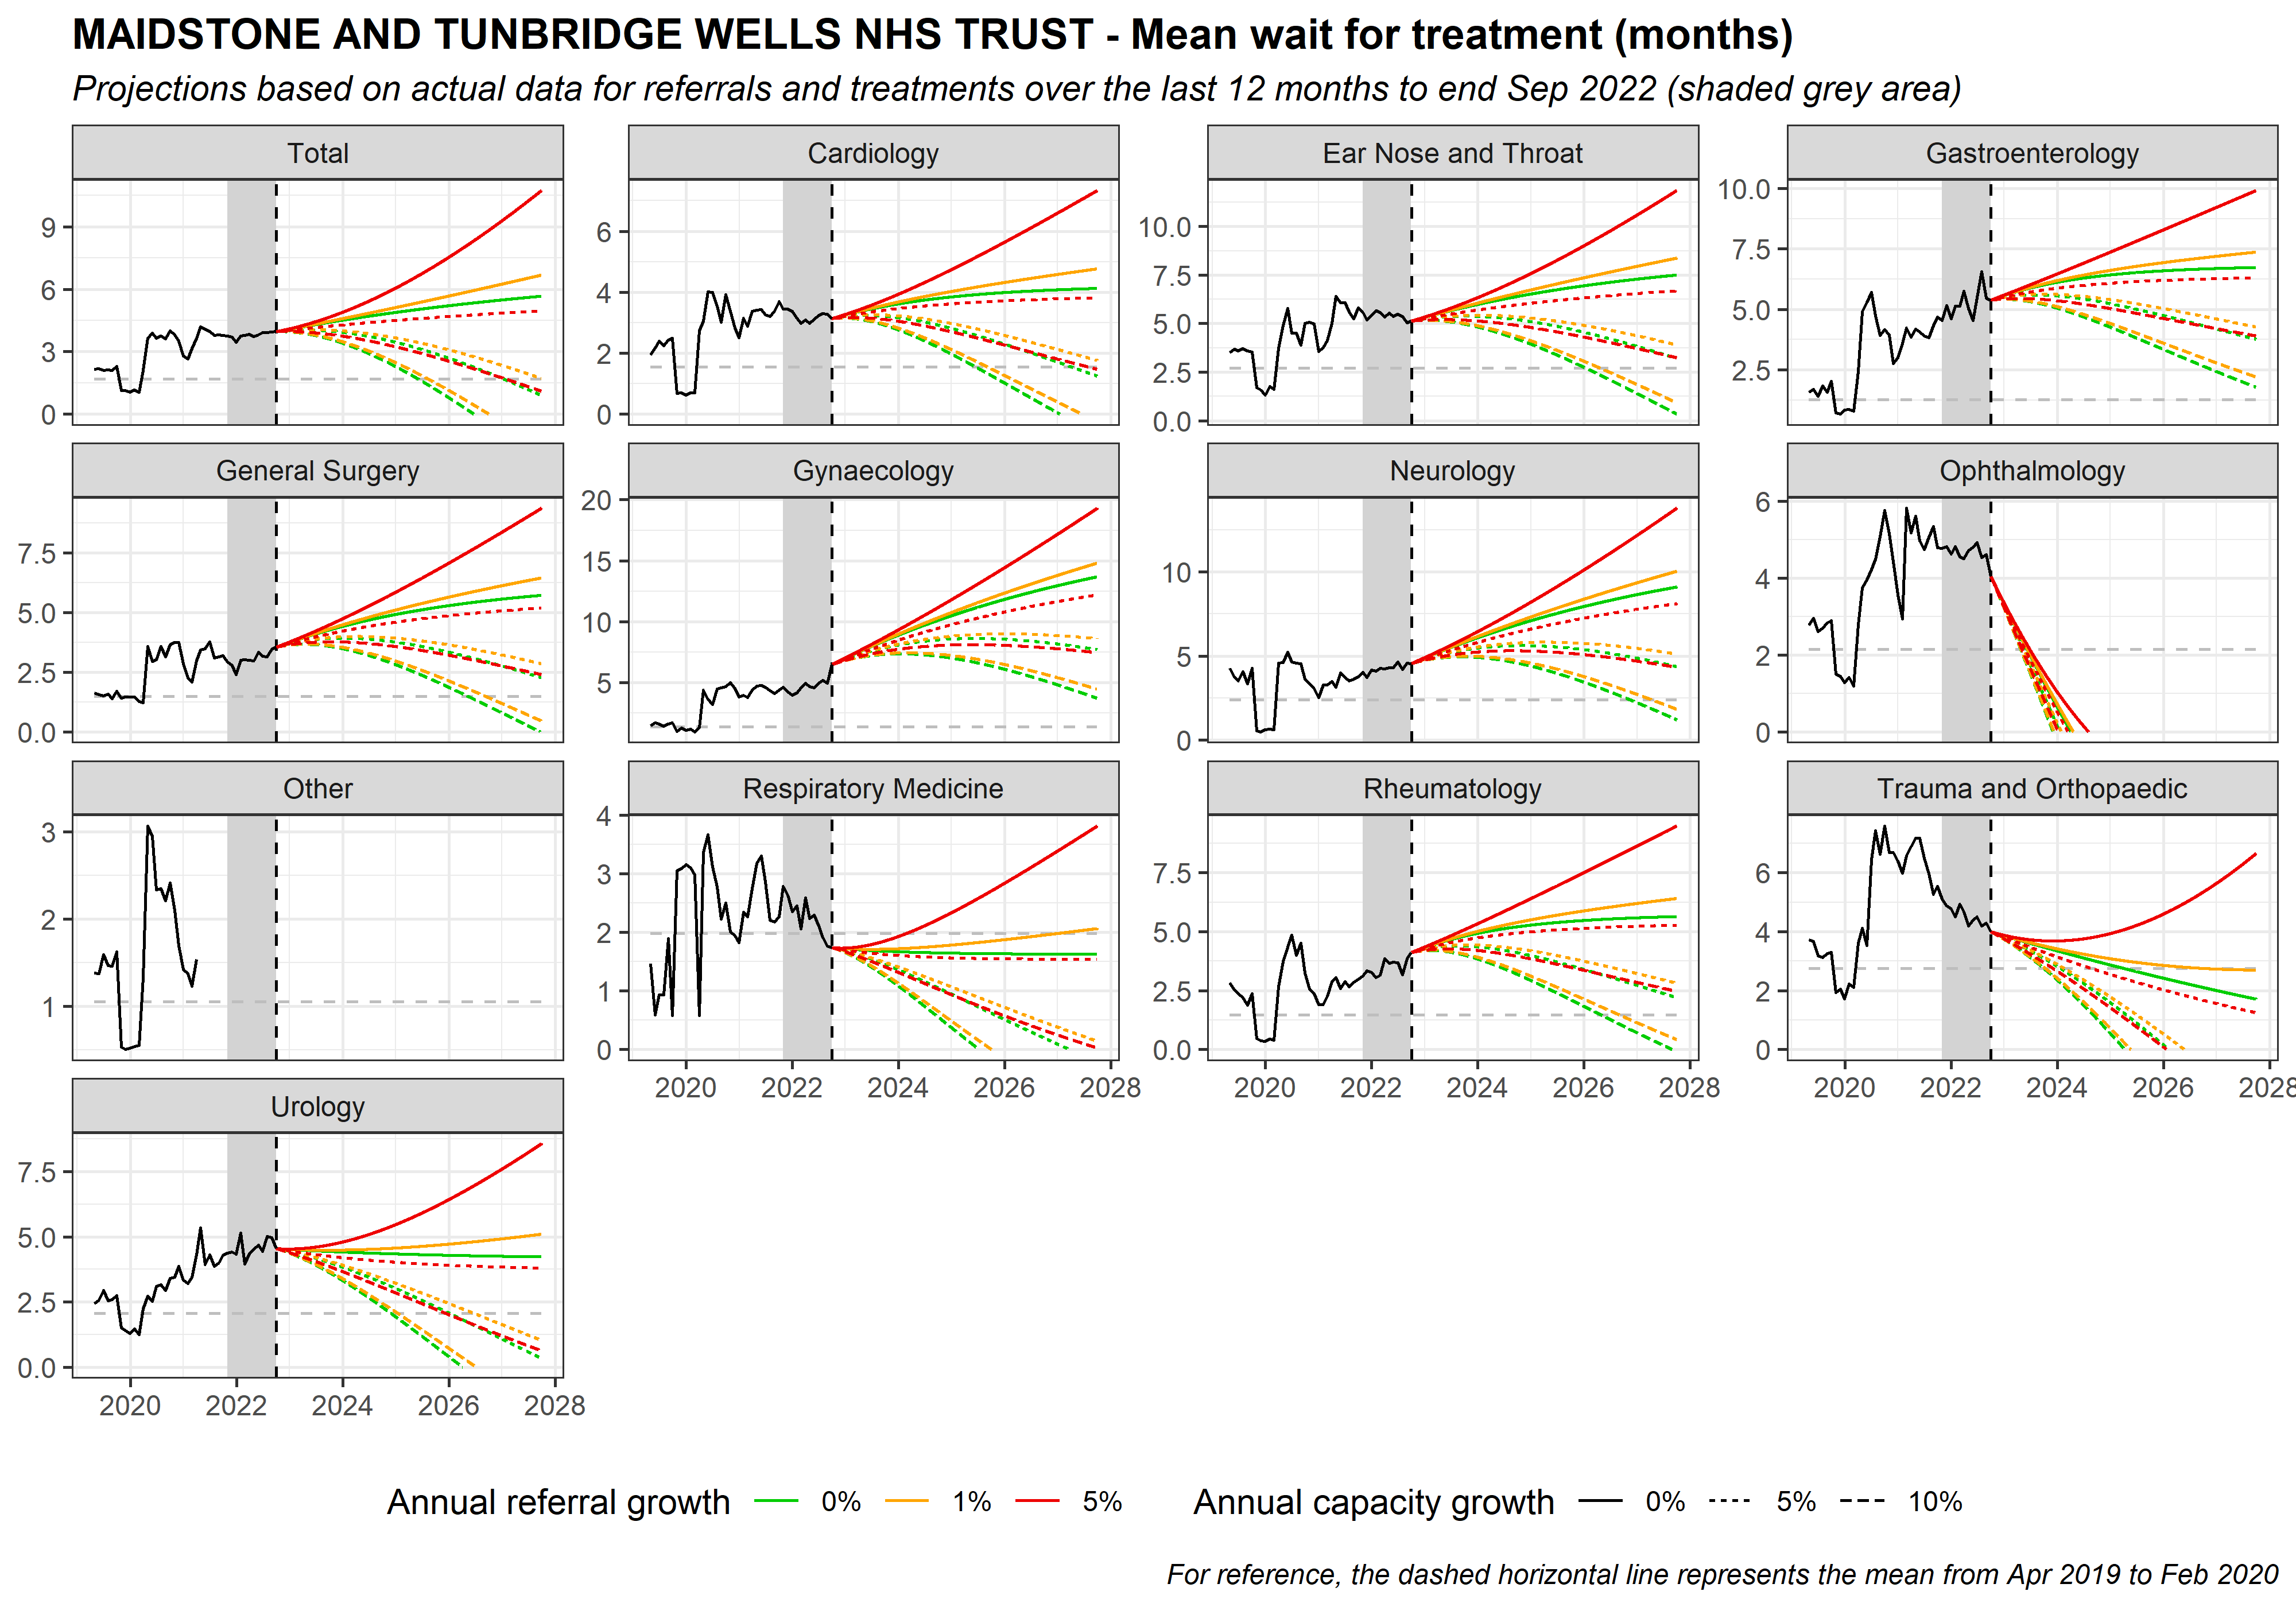 MAIDSTONE AND TUNBRIDGE WELLS NHS TRUST - Mean wait for treatment (months)
Projections based on actual data for referrals and treatments over the last 12 months to end Sep 2022 (shaded grey area)
Total
9
6
3
0
Cardiology
6
4
2
0
Ear Nose and Throat
10.0
7.5
5.0
2.5
0.0
Gastroenterology
10.0
7.5
5.0
2.5
General Surgery
7.5
5.0
2.5
0.0
Gynaecology
20
15
10
5
Neurology
10
5
0
Ophthalmology
6
4
2
0
Other
3
2
1
Respiratory Medicine
4
3
2
1
0
2020 2022 2024 2026 2028
Rheumatology
7.5
5.0
2.5
0.0
2020 2022 2024 2026 2028
Trauma and Orthopaedic
6
4
2
0
2020 2022 2024 2026 2028
Urology
7.5
5.0
2.5
0.0
2020 2022 2024 2026 2028
Annual referral growth 0% 1% 5% Annual capacity growth 0% 5% 10%
For reference, the dashed horizontal line represents the mean from Apr 2019 to Feb 2020